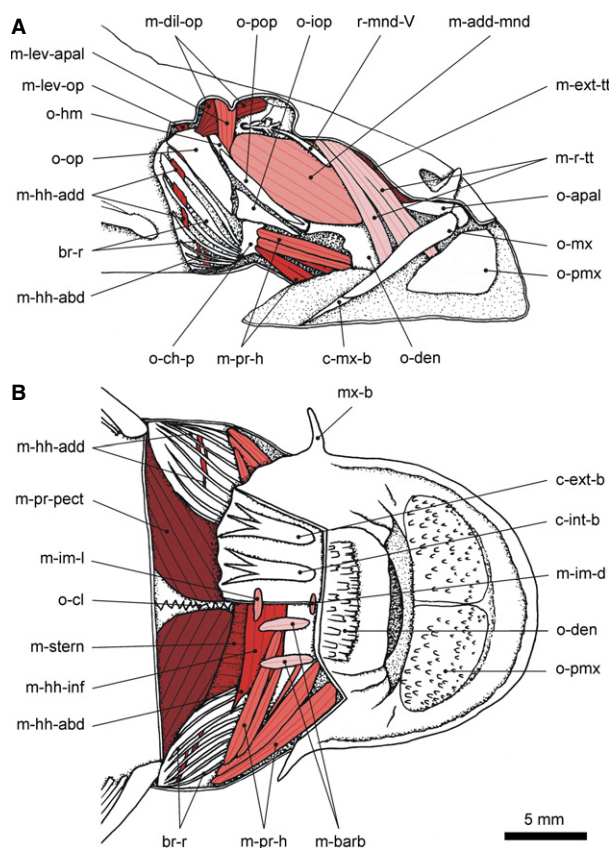 A
m-dil-op
o-pop
o-iop
r-mnd-V
m-add-mnd
m-lev-apal
m-lev-op
o-hm
o-op
m-hh-add
br-r
m-hh-abd
m-ext-tt
m-r-tt
o-apal
o-mx
o-pmx
o-ch-p
m-pr-h
c-mx-b
o-den
B
mx-b
m-hh-add
m-pr-pect
m-im-l
o-cl
m-stern
m-hh-inf
m-hh-abd
c-ext-b
c-int-b
m-im-d
o-den
o-pmx
br-r
m-pr-h
m-barb
5 mm